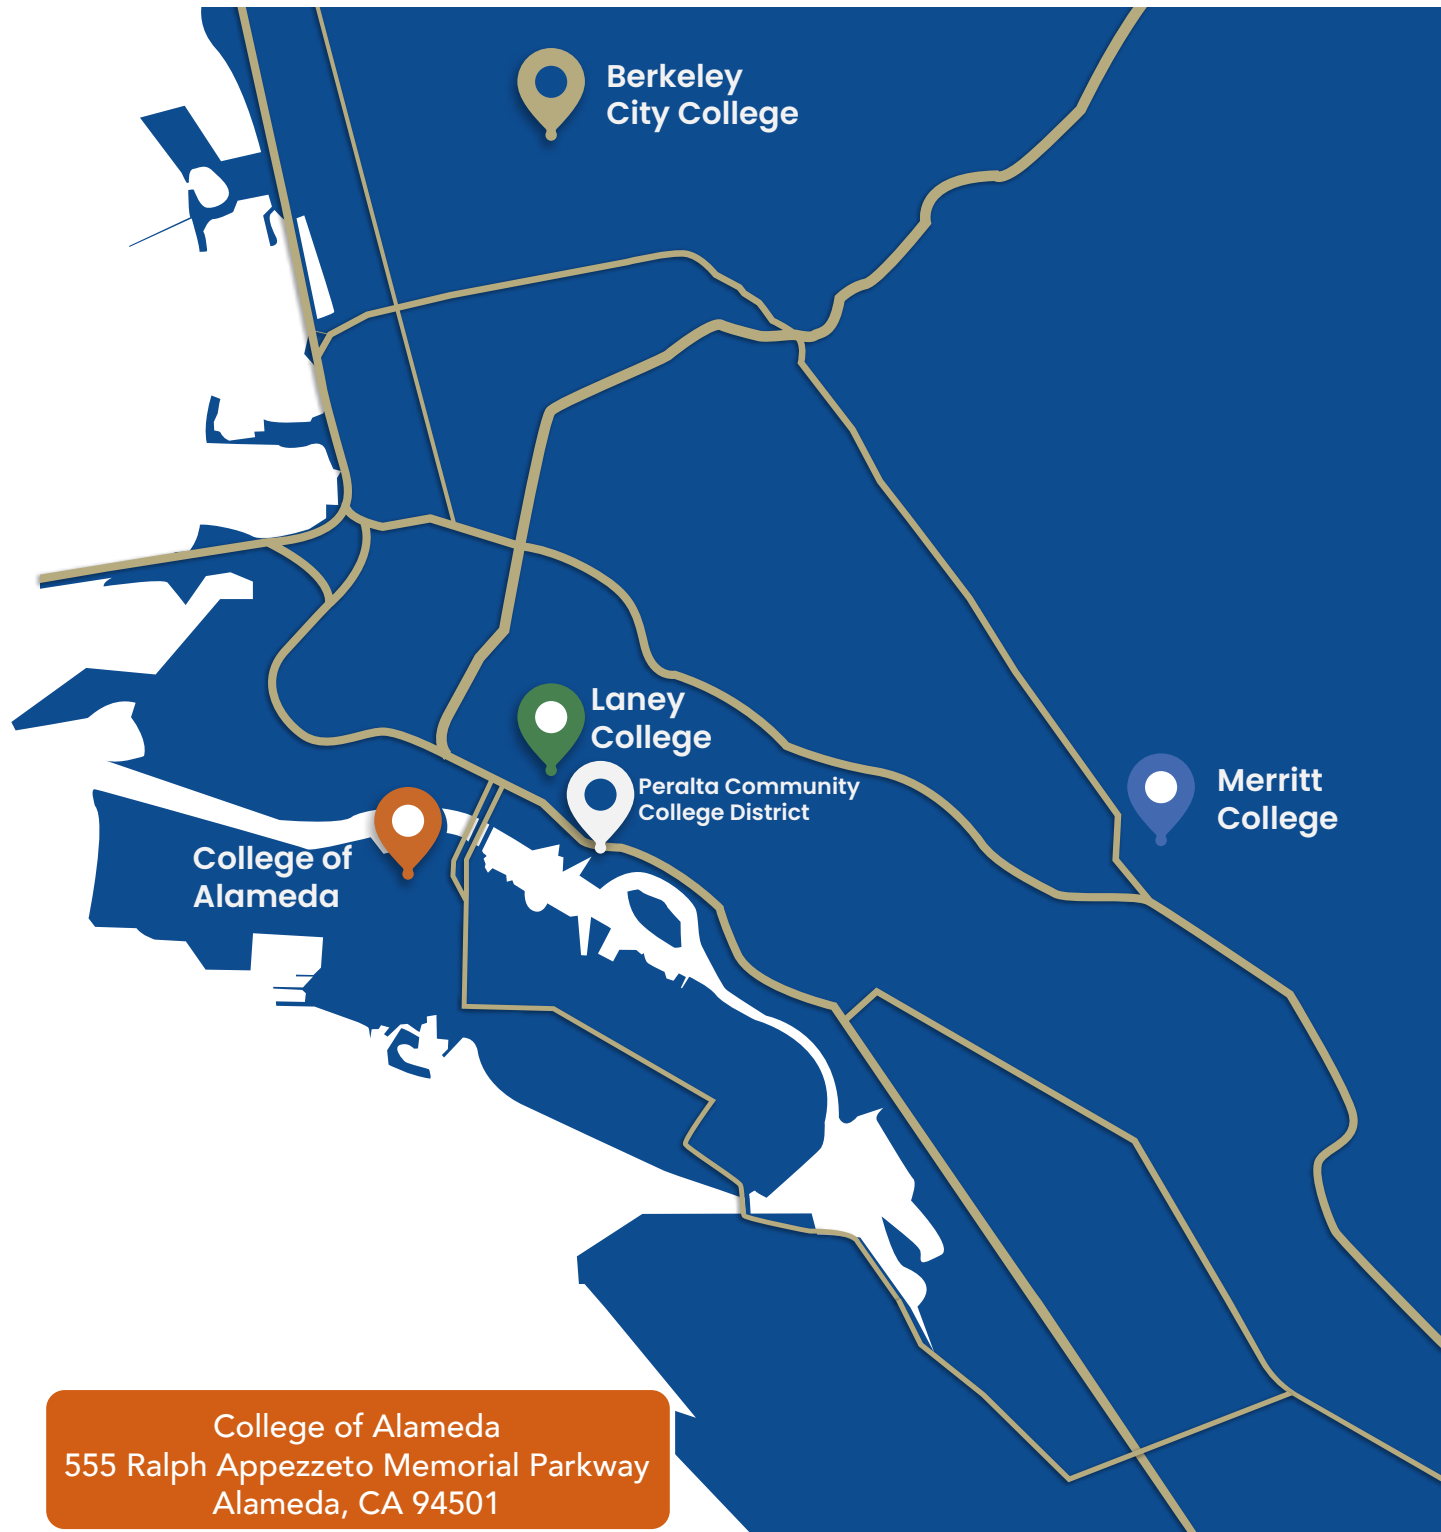 Berkeley
City College
Laney
College
Peralta Community
College District
Merritt
College
College of
Alameda
College of Alameda
555 Ralph Appezzeto Memorial Parkway
Alameda, CA 94501